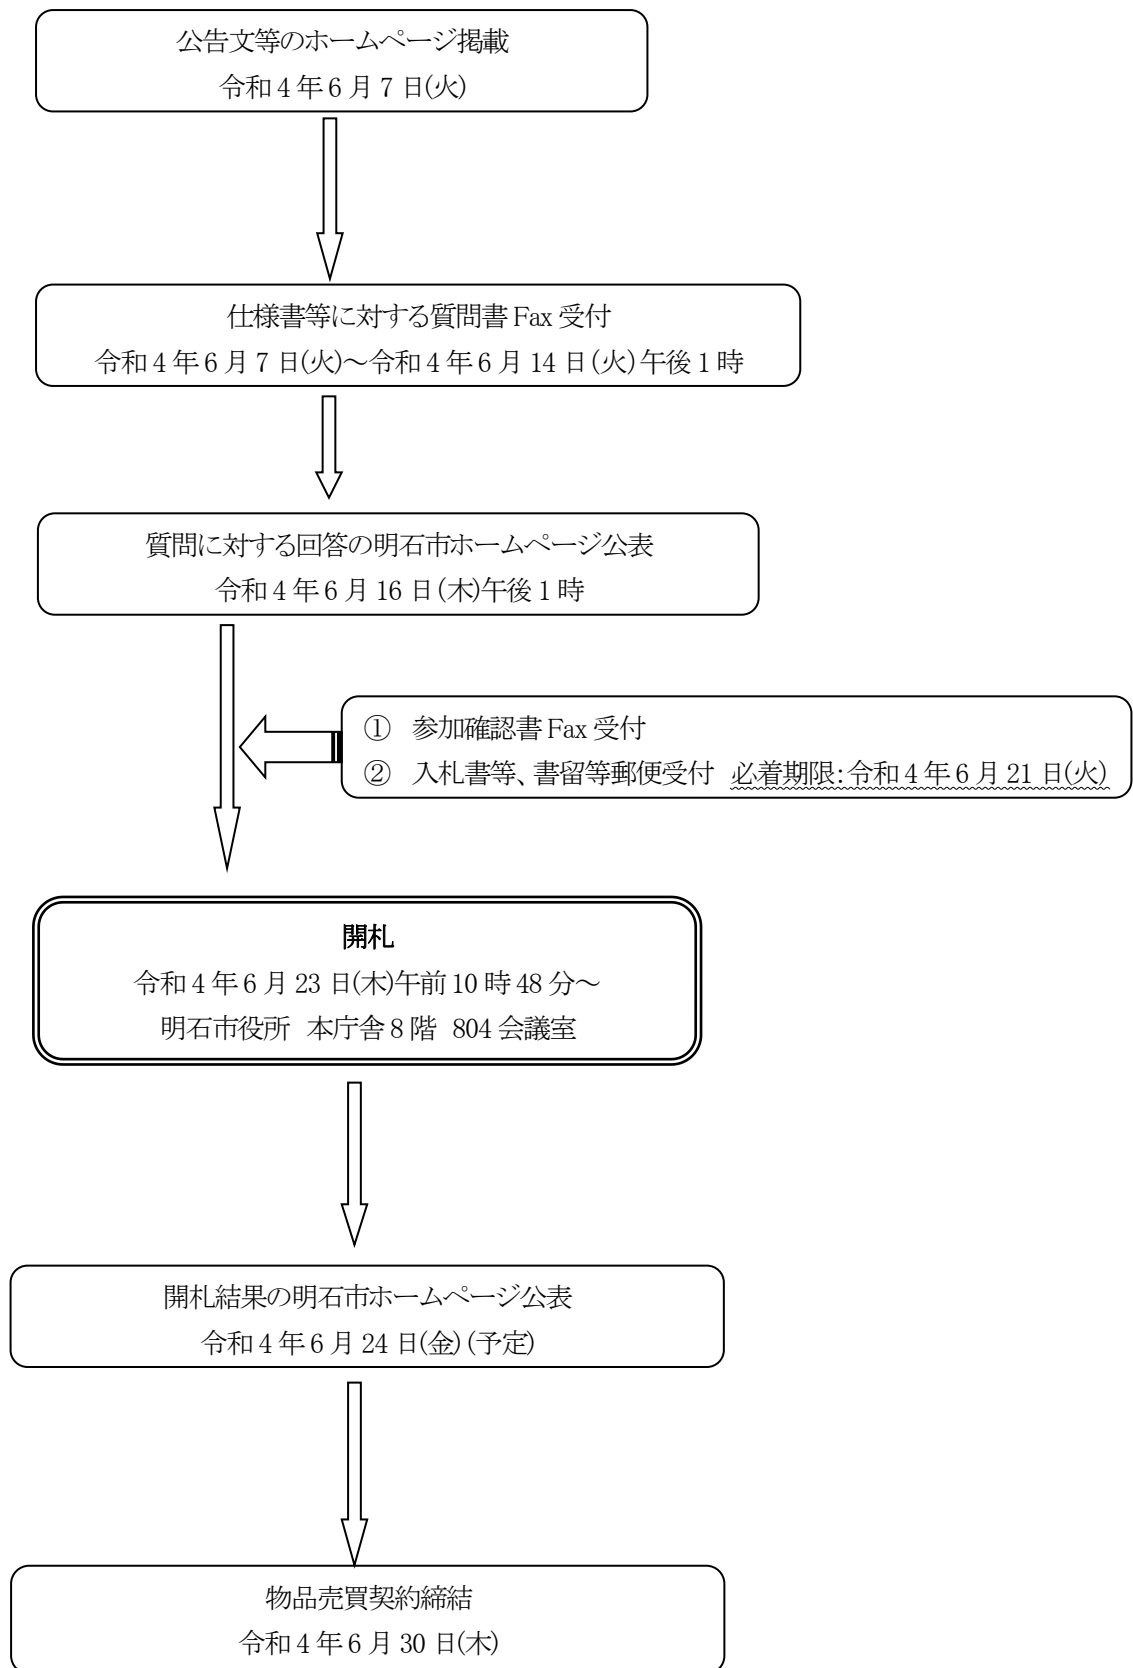 公告文等のホームページ掲載
令和4年6月7日(火)
仕様書等に対する質問書 Fax 受付
令和4年6月7日(火)～令和4年6月14日(火)午後1時
質問に対する回答の明石市ホームページ公表
令和4年6月16日(木)午後1時
① 参加確認書 Fax 受付
② 入札書等、書留等郵便受付 必着期限:令和4年6月21日(火)
開札
令和4年6月23日(木)午前10時48分～
明石市役所 本庁舎8階 804会議室
開札結果の明石市ホームページ公表
令和4年6月24日(金)(予定)
物品売買契約締結
令和4年6月30日(木)